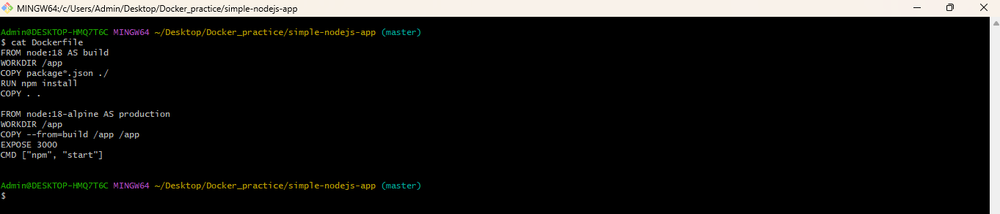 MINGW64:/c/Users/Admin/Desktop/Docker_practice/simple-nodejs-app
Admin@DESKTOP-HMQ7T6C MINGW64 ~/Desktop/Docker_practice/simple-nodejs-app (master)
$ cat Dockerfile
FROM node:18 AS build
WORKDIR /app
COPY package*.json ./
RUN npm install
COPY . .
FROM node:18-alpine AS production
WORKDIR /app
COPY --from=build /app /app
EXPOSE 3000
CMD ["npm", "start"]
Admin@DESKTOP-HMQ7T6C MINGW64 ~/Desktop/Docker_practice/simple-nodejs-app (master)
$